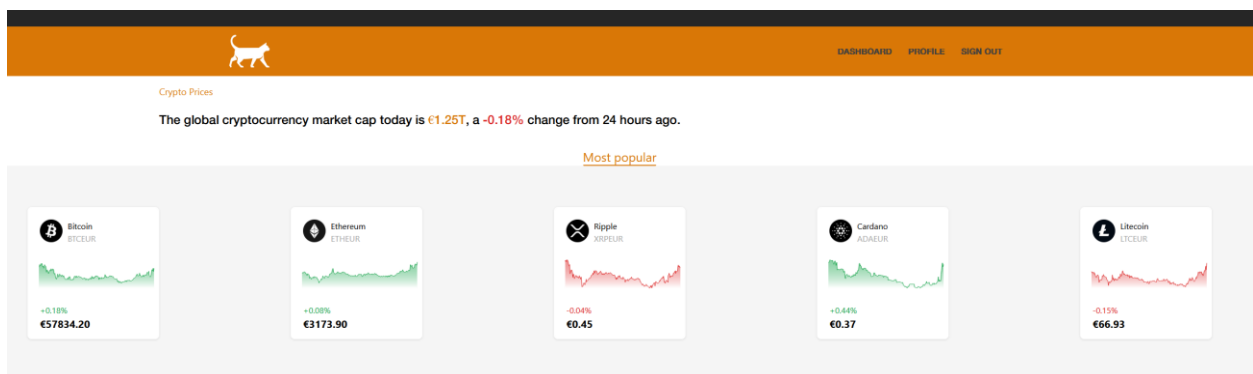 DASHBOARD PROFILE SIGN OUT
Crypto Prices
The global cryptocurrency market cap today is €1.25T, a -0.18% change from 24 hours ago.
Most popular
Bitcoin
BTCEUR
+0.18%
€57834.20
Ethereum
ETHEUR
+0.08%
€3173.90
Ripple
XRPEUR
-0.04%
€0.45
Cardano
ADAEUR
+0.44%
€0.37
Litecoin
LTCEUR
-0.15%
€66.93